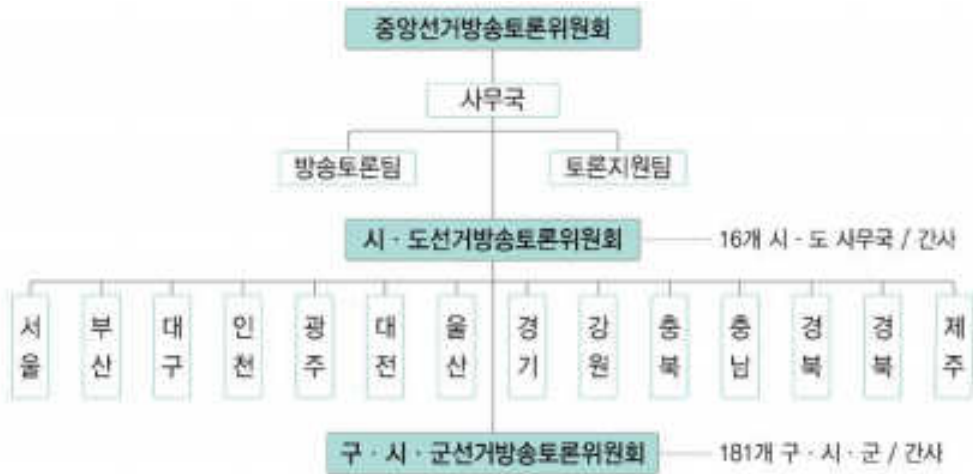 중앙선거방송토론위원회
사무국
방송토론팀 토론지원팀
시·도선거방송토론위원회 16개 시·도 사무국 / 간사
서울 부산 대구 인천 광주 대전 울산 경기 강원 충북 충남 경북 경북 제주
구·시·군선거방송토론위원회 181개 구·시·군 / 간사